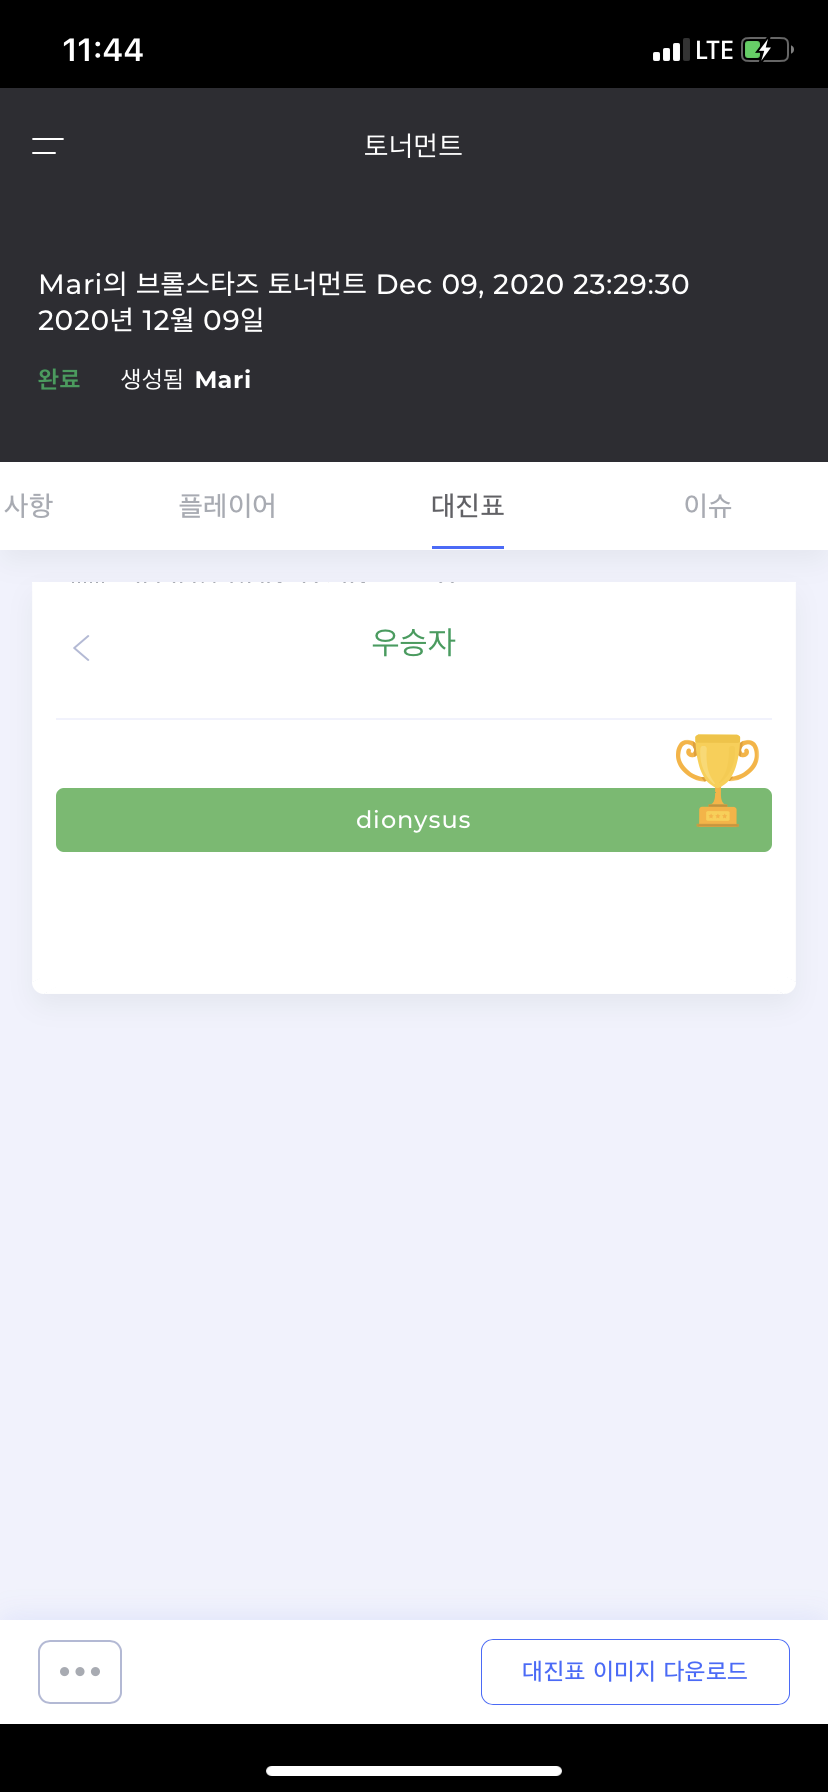 11:44
LTE
토너먼트
Mari의 브롤스타즈 토너먼트 Dec 09, 2020 23:29:30
2020년 12월 09일
완료 생성됨 Mari
사항 플레이어 대진표 이슈
우승자
dionysus
대진표 이미지 다운로드